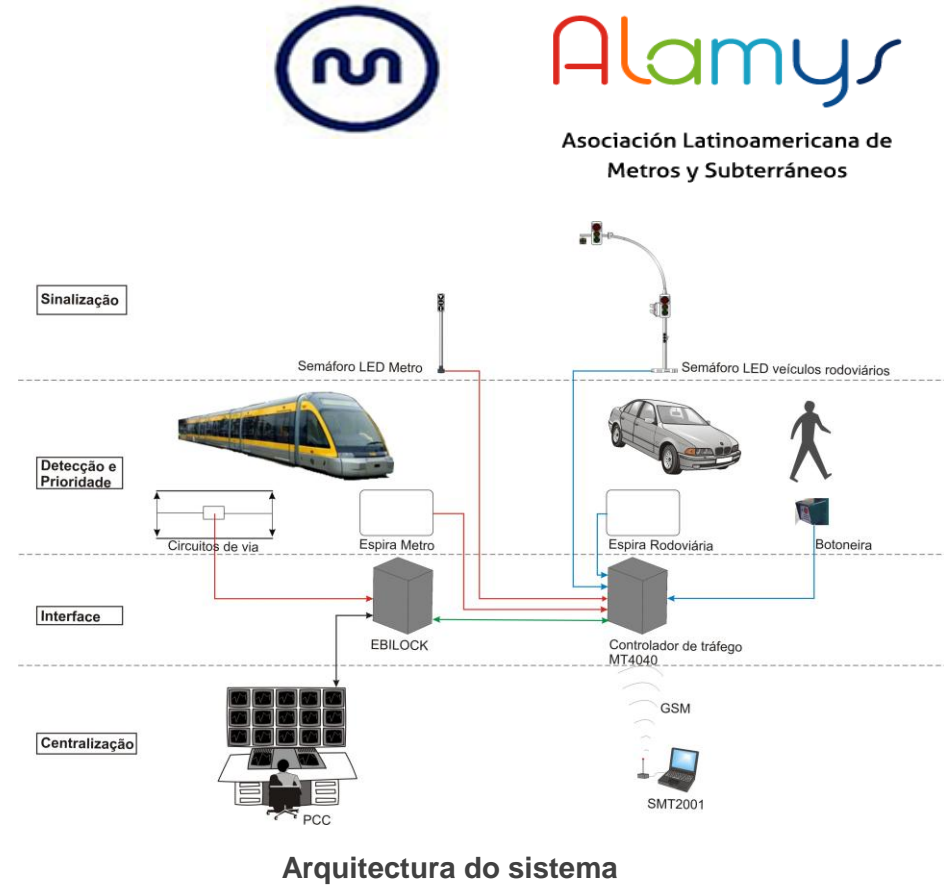 Alamys
Asociación Latinoamericana de
Metros y Subterráneos
Sinalização
Semáforo LED Metro
Semáforo LED veículos rodoviários
Detecção e
Prioridade
Circuitos de via
Espira Metro
Espira Rodoviária
Botoneira
Interface
EBILOCK
Controlador de tráfego
MT4040
GSM
Centralização
SMT2001
PCC
Arquitectura do sistema